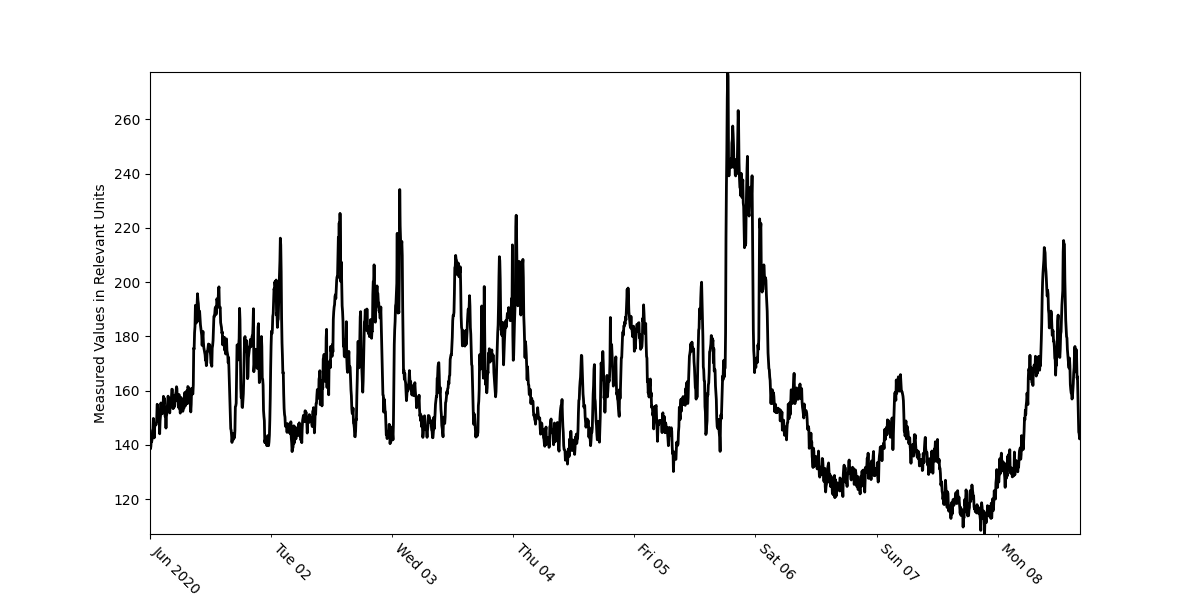 Measured Values in Relevant Units
260
240
220
200
180
160
140
120
Jun 2020
Tue 02
Wed 03
Thu 04
Fri 05
Sat 06
Sun 07
Mon 08